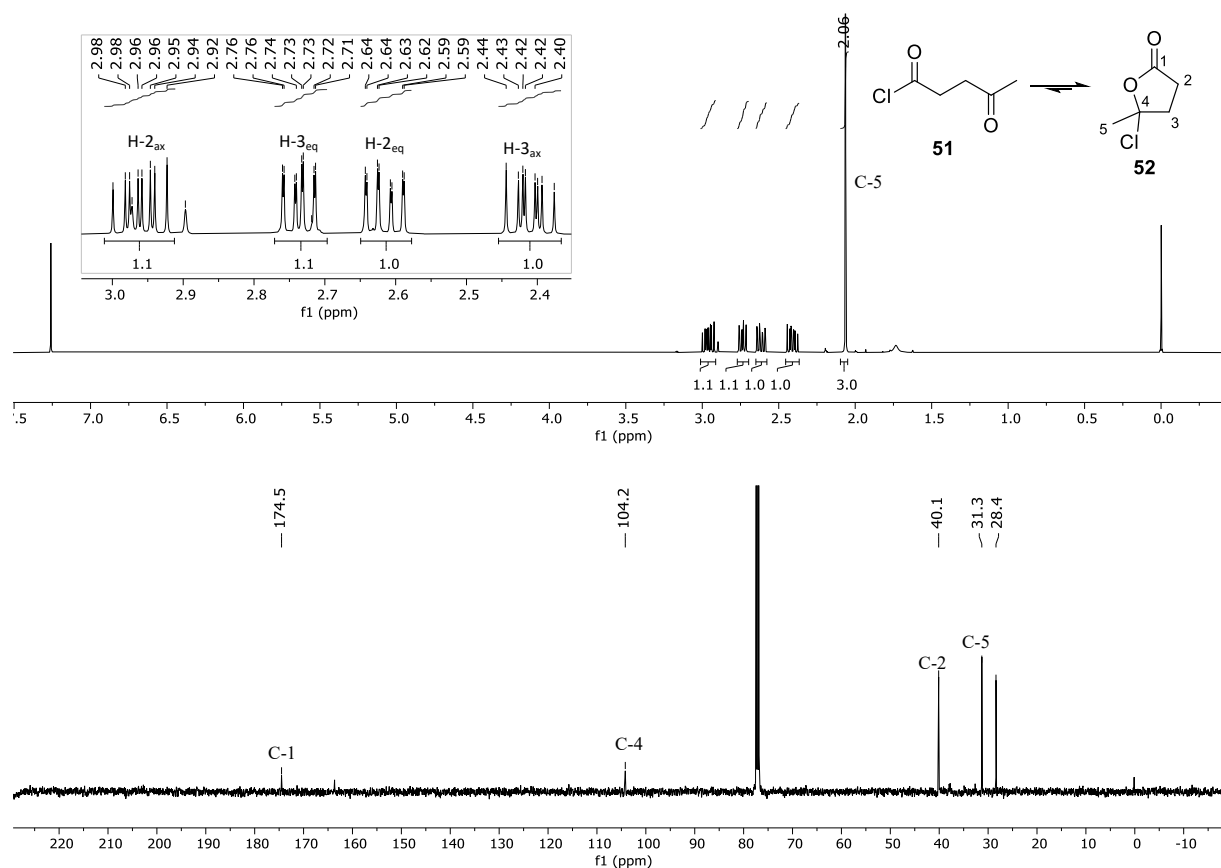 2.98 2.98 2.96 2.96 2.95 2.94 2.92 2.76 2.76 2.74 2.73 2.73 2.72 2.71 2.64 2.64 2.63 2.62 2.59 2.59 2.44 2.43 2.42 2.42 2.40
H-2ax H-3eq H-2eq H-3ax
1.1 1.1 1.0 1.0
3.0 2.9 2.8 2.7 2.6 2.5 2.4
f1 (ppm)
2.06
O
Cl
O
51
O
1
O 2
4
5 3
Cl
52
C-5
1.1 1.1 1.0 1.0 3.0
7.0 6.5 6.0 5.5 5.0 4.5 4.0 3.5 3.0 2.5 2.0 1.5 1.0 0.5 0.0
f1 (ppm)
174.5 104.2 40.1 31.3 28.4
C-1 C-4 C-2 C-5
220 210 200 190 180 170 160 150 140 130 120 110 100 90 80 70 60 50 40 30 20 10 0 -10
f1 (ppm)